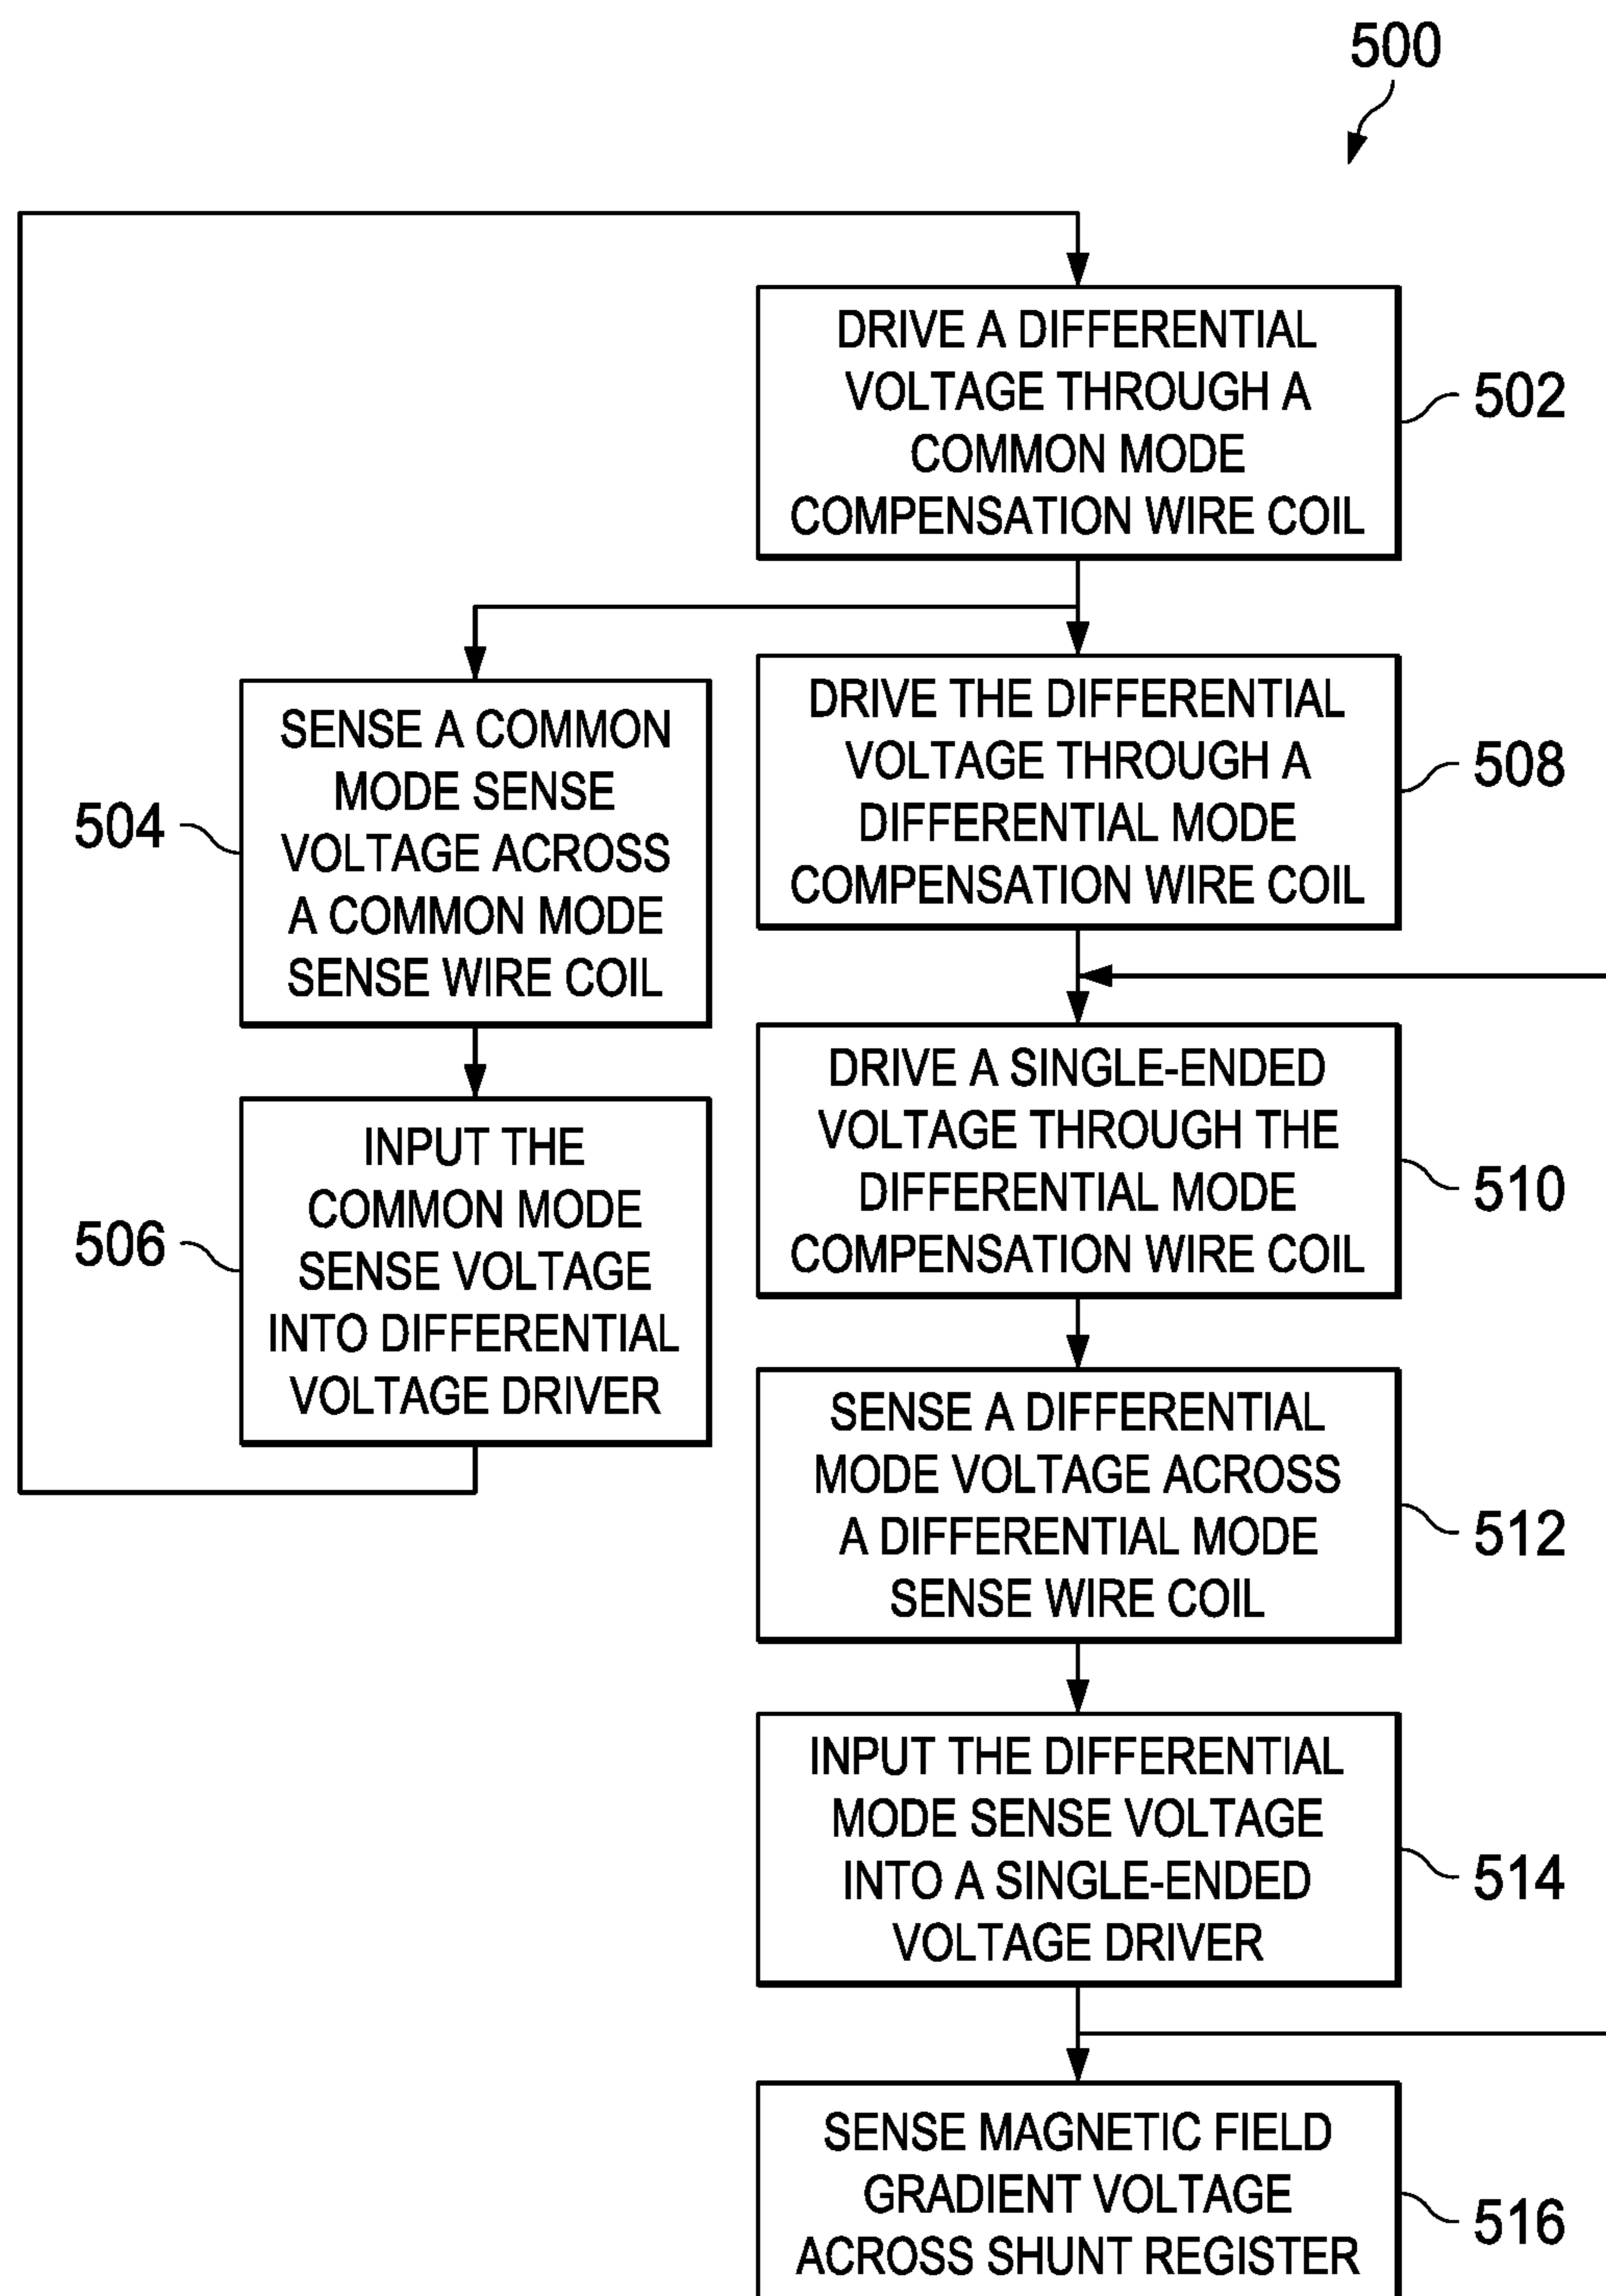 500
DRIVE A DIFFERENTIAL
VOLTAGE THROUGH A
COMMON MODE
COMPENSATION WIRE COIL
502
SENSE A COMMON
MODE SENSE
VOLTAGE ACROSS
A COMMON MODE
SENSE WIRE COIL
504
INPUT THE
COMMON MODE
SENSE VOLTAGE
INTO DIFFERENTIAL
VOLTAGE DRIVER
506
DRIVE THE DIFFERENTIAL
VOLTAGE THROUGH A
DIFFERENTIAL MODE
COMPENSATION WIRE COIL
508
DRIVE A SINGLE-ENDED
VOLTAGE THROUGH THE
DIFFERENTIAL MODE
COMPENSATION WIRE COIL
510
SENSE A DIFFERENTIAL
MODE VOLTAGE ACROSS
A DIFFERENTIAL MODE
SENSE WIRE COIL
512
INPUT THE DIFFERENTIAL
MODE SENSE VOLTAGE
INTO A SINGLE-ENDED
VOLTAGE DRIVER
514
SENSE MAGNETIC FIELD
GRADIENT VOLTAGE
ACROSS SHUNT REGISTER
516